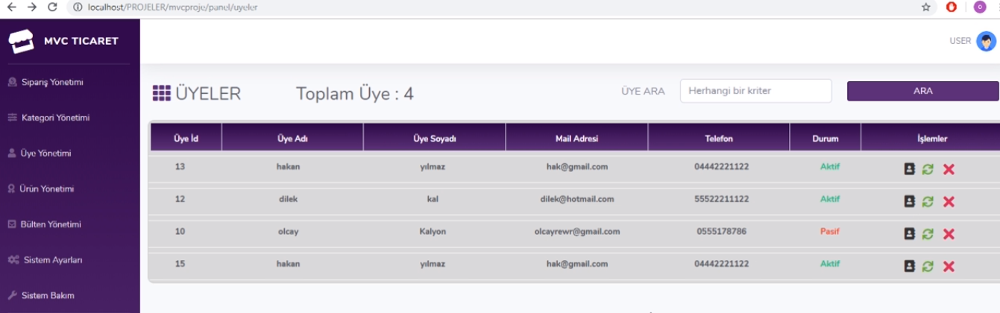 localhost/PROJELER/mvcproje/panel/uyeler
MVC TICARET
USER
Sipariş Yönetimi
Kategori Yönetimi
Üye Yönetimi
Ürün Yönetimi
Bülten Yönetimi
Sistem Ayarları
Sistem Bakım
ÜYELER Toplam Üye : 4 ÜYE ARA Herhangi bir kriter ARA
Üye İd Üye Adı Üye Soyadı Mail Adresi Telefon Durum İşlemler
13 hakan yılmaz hak@gmail.com 04442221122 Aktif
12 dilek kal dilek@hotmail.com 55522211122 Aktif
10 olcay Kalyon olcayrewr@gmail.com 0555178786 Pasif
15 hakan yılmaz hak@gmail.com 04442221122 Aktif